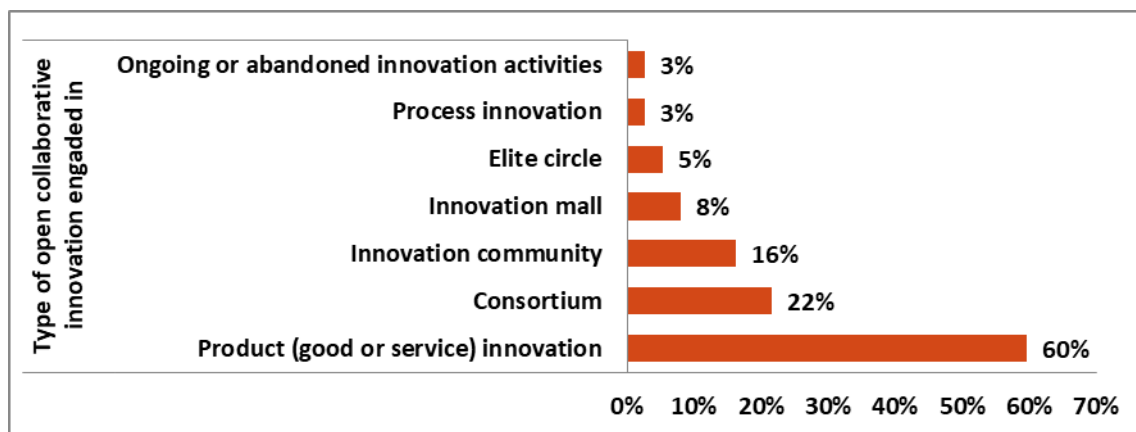 Type of open collaborative
innovation engaded in
Ongoing or abandoned innovation activities 3%
Process innovation 3%
Elite circle 5%
Innovation mall 8%
Innovation community 16%
Consortium 22%
Product (good or service) innovation 60%
0% 10% 20% 30% 40% 50% 60% 70%